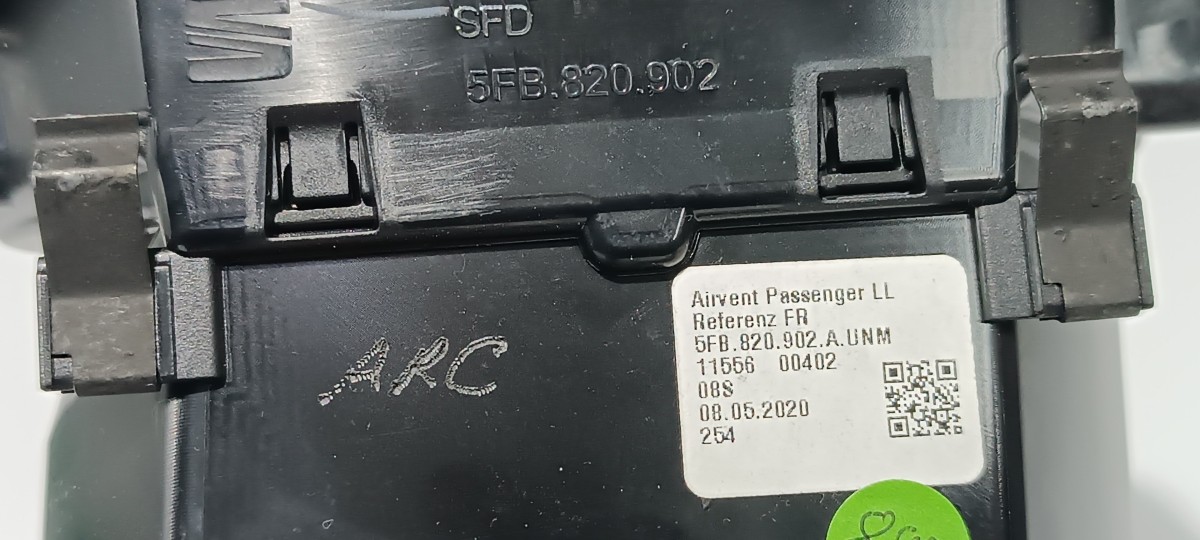 SFD
5FB.820.902
ARC
Airvent Passenger LL
Referenz FR
5FB.820.902.A.UNM
11556 00402
08S
08.05.2020
254